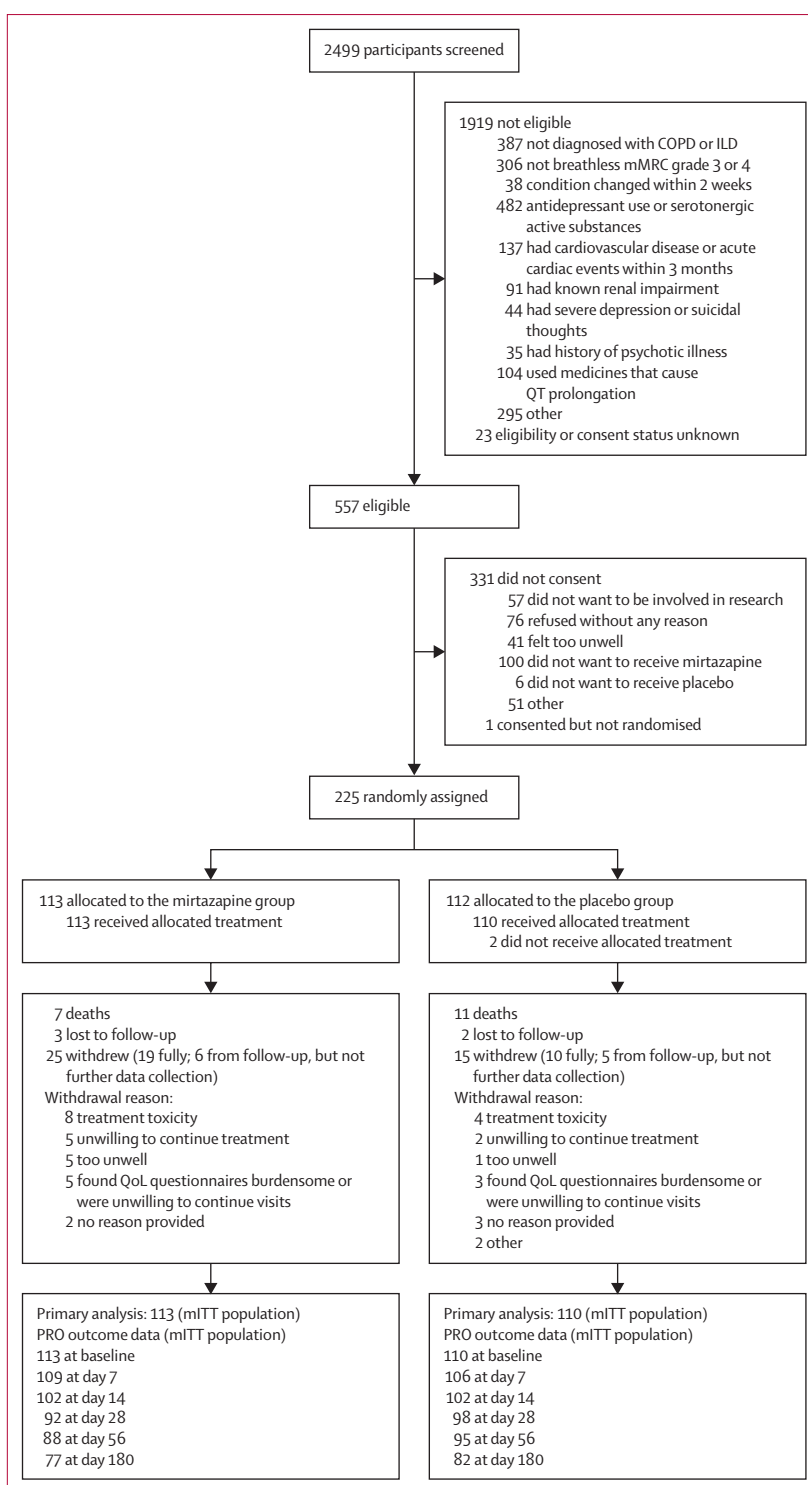 2499 participants screened
1919 not eligible
387 not diagnosed with COPD or ILD
306 not breathless mMRC grade 3 or 4
38 condition changed within 2 weeks
482 antidepressant use or serotonergic
active substances
137 had cardiovascular disease or acute
cardiac events within 3 months
91 had known renal impairment
44 had severe depression or suicidal
thoughts
35 had history of psychotic illness
104 used medicines that cause
QT prolongation
295 other
23 eligibility or consent status unknown
557 eligible
331 did not consent
57 did not want to be involved in research
76 refused without any reason
41 felt too unwell
100 did not want to receive mirtazapine
6 did not want to receive placebo
51 other
1 consented but not randomised
225 randomly assigned
113 allocated to the mirtazapine group
113 received allocated treatment
112 allocated to the placebo group
110 received allocated treatment
2 did not receive allocated treatment
7 deaths
3 lost to follow-up
25 withdrew (19 fully; 6 from follow-up, but not
further data collection)
Withdrawal reason:
8 treatment toxicity
5 unwilling to continue treatment
5 too unwell
5 found QoL questionnaires burdensome or
were unwilling to continue visits
2 no reason provided
11 deaths
2 lost to follow-up
15 withdrew (10 fully; 5 from follow-up, but not
further data collection)
Withdrawal reason:
4 treatment toxicity
2 unwilling to continue treatment
1 too unwell
3 found QoL questionnaires burdensome or
were unwilling to continue visits
3 no reason provided
2 other
Primary analysis: 113 (mITT population)
PRO outcome data (mITT population)
113 at baseline
109 at day 7
102 at day 14
92 at day 28
88 at day 56
77 at day 180
Primary analysis: 110 (mITT population)
PRO outcome data (mITT population)
110 at baseline
106 at day 7
102 at day 14
98 at day 28
95 at day 56
82 at day 180